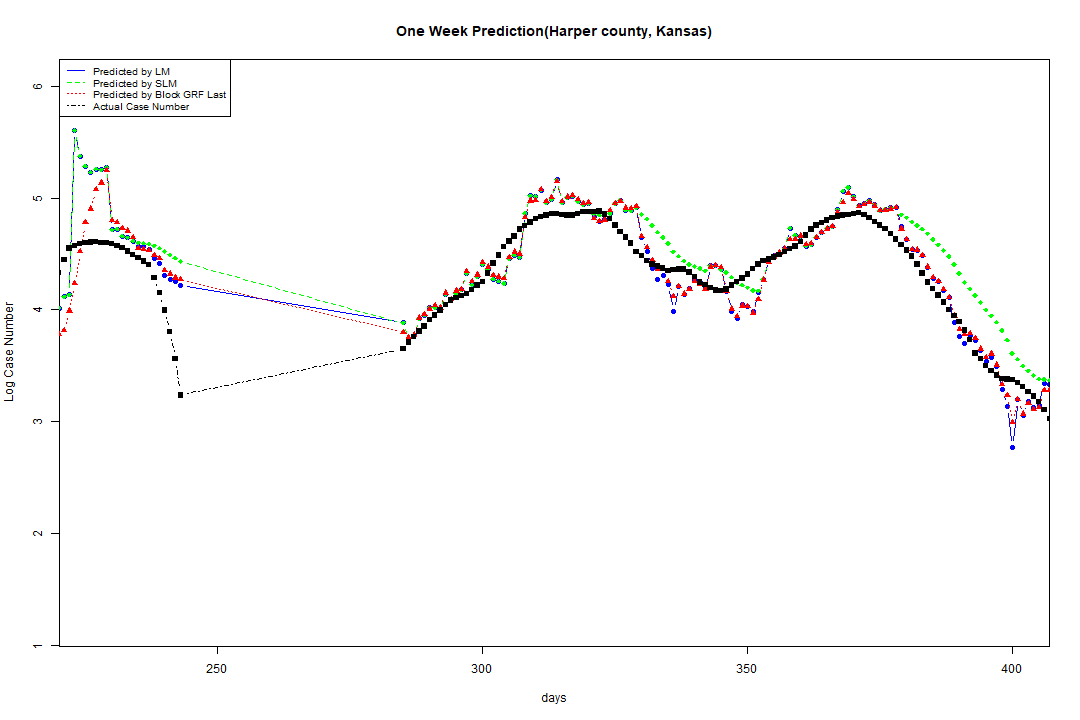 One Week Prediction(Harper county, Kansas)
Predicted by LM
Predicted by SLM
Predicted by Block GRF Last
Actual Case Number
Log Case Number
6
5
4
3
2
1
250 300 350 400
days